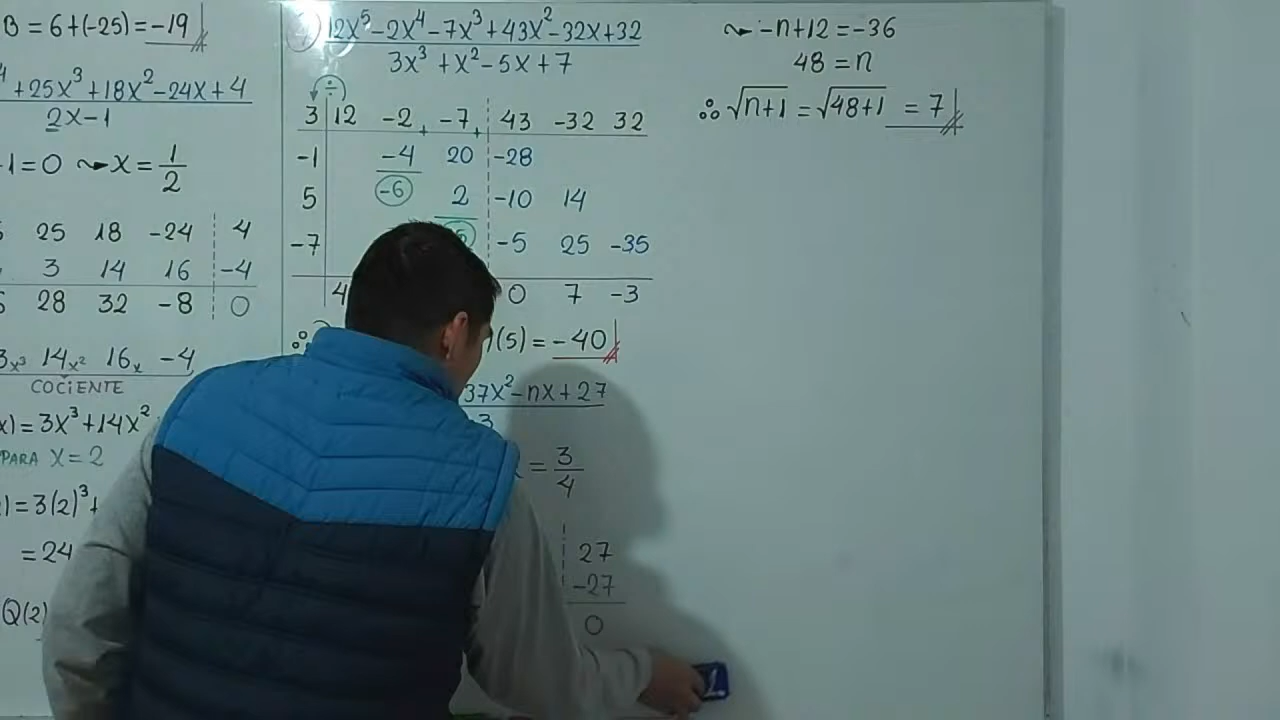 B = 6+(-25) = -19
+25x³+18x²-24x+4
2x-1
1=0 ⇝ x = 1/2
25 18 -24 4
3 14 16 -4
28 32 -8 0
3x³ 14x² 16x -4
COCIENTE
x) = 3x³+14x²
PARA x=2
) = 3(2)³+
= 24
Q(2)
12x⁵-2x⁴-7x³+43x²-32x+32
3x³+x²-5x+7
÷
3 12 -2 + -7 + 43 -32 32
-1 -4 20 -28
5 -6 2 -10 14
-7 -5 25 -35
4 0 7 -3
∴ (5) = -40
37x²-nx+27
= 3/4
27
-27
0
⇝ -n+12=-36
48=n
∴ √n+1 = √48+1 = 7